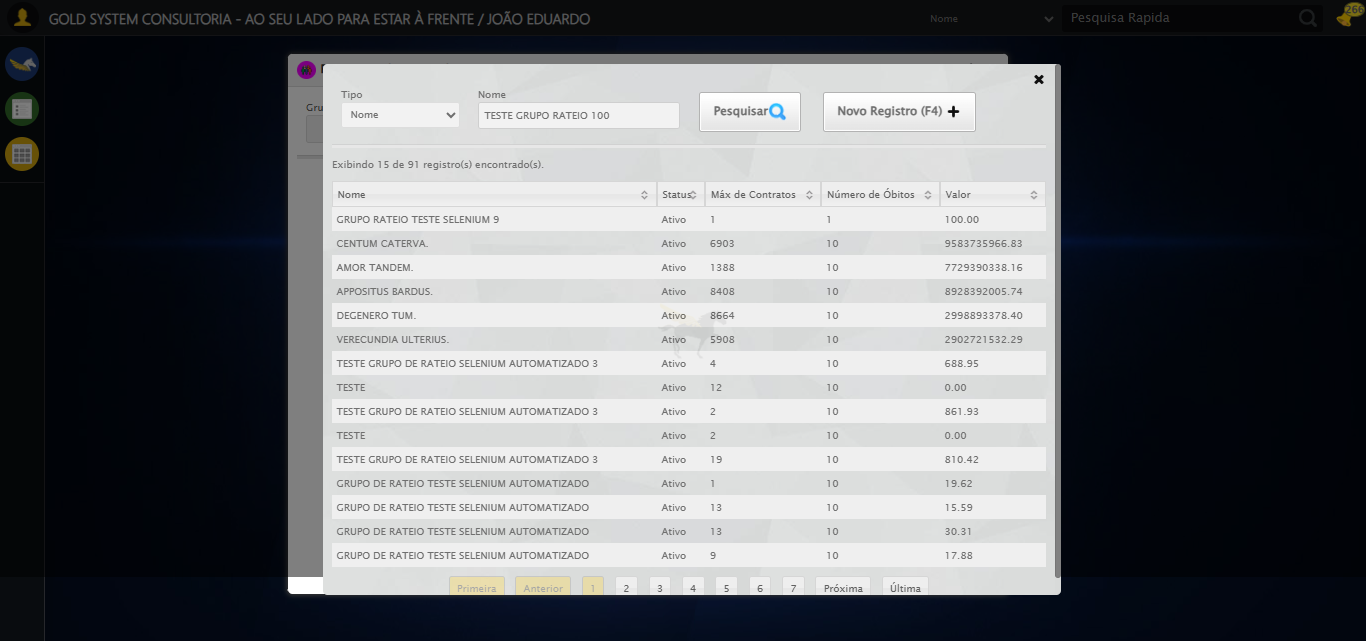 GOLD SYSTEM CONSULTORIA - AO SEU LADO PARA ESTAR À FRENTE / JOÃO EDUARDO
Nome
Pesquisa Rapida
266
Gru
Tipo
Nome
Nome
TESTE GRUPO RATEIO 100
Pesquisar
Novo Registro (F4)
Exibindo 15 de 91 registro(s) encontrado(s).
Nome Status Máx de Contratos Número de Óbitos Valor
GRUPO RATEIO TESTE SELENIUM 9 Ativo 1 1 100.00
CENTUM CATERVA. Ativo 6903 10 9583735966.83
AMOR TANDEM. Ativo 1388 10 7729390338.16
APPOSITUS BARDUS. Ativo 8408 10 8928392005.74
DEGENERO TUM. Ativo 8664 10 2998893378.40
VERECUNDIA ULTERIUS. Ativo 5908 10 2902721532.29
TESTE GRUPO DE RATEIO SELENIUM AUTOMATIZADO 3 Ativo 4 10 688.95
TESTE Ativo 12 10 0.00
TESTE GRUPO DE RATEIO SELENIUM AUTOMATIZADO 3 Ativo 2 10 861.93
TESTE Ativo 2 10 0.00
TESTE GRUPO DE RATEIO SELENIUM AUTOMATIZADO 3 Ativo 19 10 810.42
GRUPO DE RATEIO TESTE SELENIUM AUTOMATIZADO Ativo 1 10 19.62
GRUPO DE RATEIO TESTE SELENIUM AUTOMATIZADO Ativo 13 10 15.59
GRUPO DE RATEIO TESTE SELENIUM AUTOMATIZADO Ativo 13 10 30.31
GRUPO DE RATEIO TESTE SELENIUM AUTOMATIZADO Ativo 9 10 17.88
Primeira Anterior 1 2 3 4 5 6 7 Próxima Última